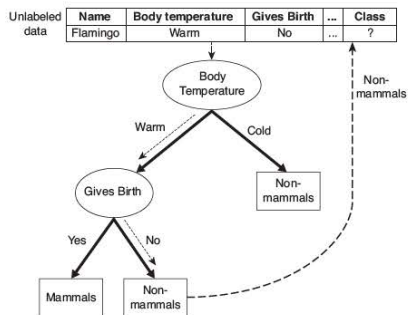 Unlabeled data
Name Body temperature Gives Birth ... Class
Flamingo Warm No ... ?
Body Temperature
Non-mammals
Warm
Cold
Gives Birth
Non-mammals
Yes
No
Mammals
Non-mammals